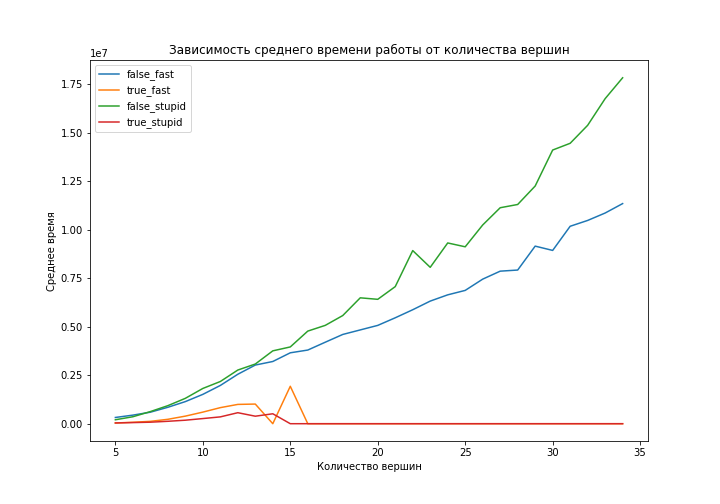 Зависимость среднего времени работы от количества вершин
1e7
false_fast
true_fast
false_stupid
true_stupid
1.75
1.50
1.25
1.00
0.75
0.50
0.25
0.00
Среднее время
5 10 15 20 25 30 35
Количество вершин